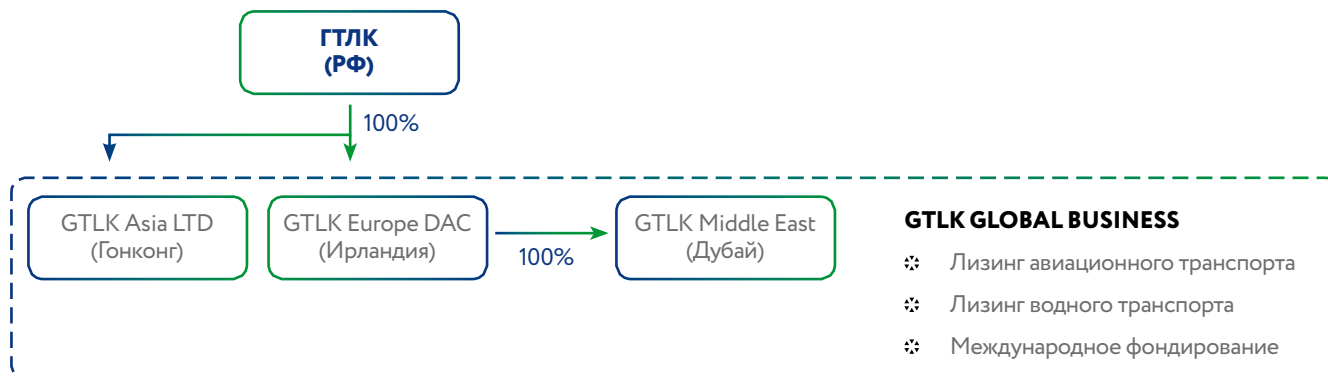 ГТЛК
(РФ)
100%
GTLK Asia LTD
(Гонконг)
GTLK Europe DAC
(Ирландия)
100%
GTLK Middle East
(Дубай)
GTLK GLOBAL BUSINESS
Лизинг авиационного транспорта
Лизинг водного транспорта
Международное фондирование